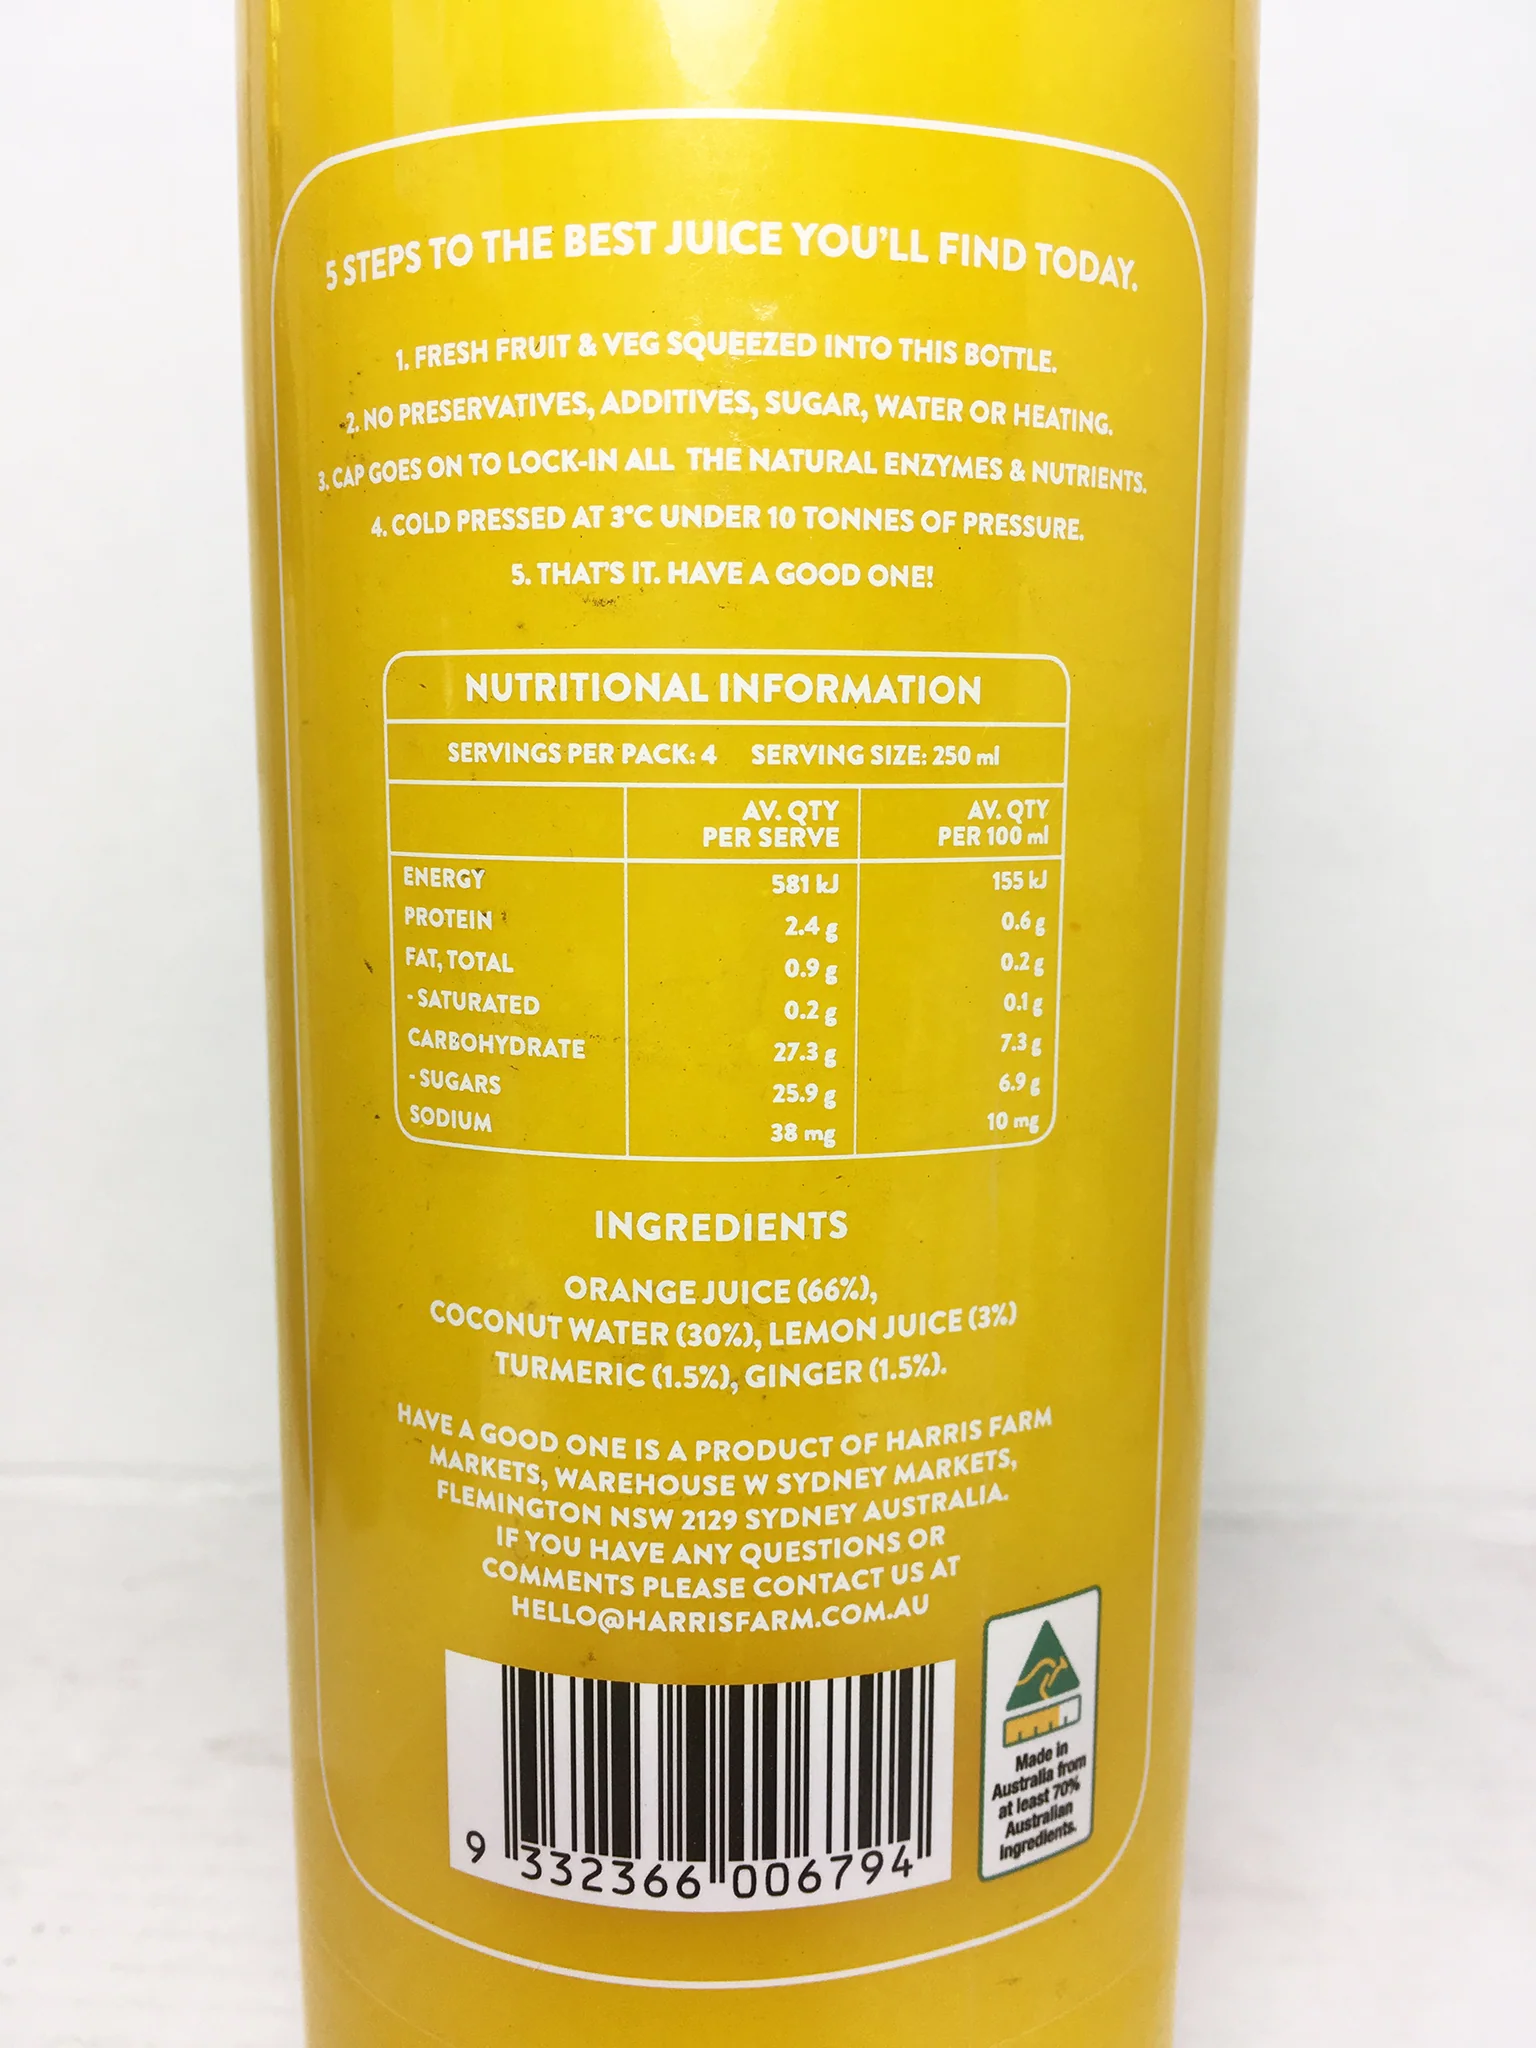 5 STEPS TO THE BEST JUICE YOU'LL FIND TODAY.
1. FRESH FRUIT & VEG SQUEEZED INTO THIS BOTTLE.
2. NO PRESERVATIVES, ADDITIVES, SUGAR, WATER OR HEATING.
3. CAP GOES ON TO LOCK-IN ALL THE NATURAL ENZYMES & NUTRIENTS.
4. COLD PRESSED AT 3°C UNDER 10 TONNES OF PRESSURE.
5. THAT'S IT. HAVE A GOOD ONE!
NUTRITIONAL INFORMATION
SERVINGS PER PACK: 4 SERVING SIZE: 250 ml
AV. QTY PER SERVE AV. QTY PER 100 ml
ENERGY 581 kJ 155 kJ
PROTEIN 2.4 g 0.6 g
FAT, TOTAL 0.9 g 0.2 g
- SATURATED 0.2 g 0.1 g
CARBOHYDRATE 27.3 g 7.3 g
- SUGARS 25.9 g 6.9 g
SODIUM 38 mg 10 mg
INGREDIENTS
ORANGE JUICE (66%),
COCONUT WATER (30%), LEMON JUICE (3%)
TURMERIC (1.5%), GINGER (1.5%).
HAVE A GOOD ONE IS A PRODUCT OF HARRIS FARM
MARKETS, WAREHOUSE W SYDNEY MARKETS,
FLEMINGTON NSW 2129 SYDNEY AUSTRALIA.
IF YOU HAVE ANY QUESTIONS OR
COMMENTS PLEASE CONTACT US AT
HELLO@HARRISFARM.COM.AU
9 332366 006794
Made in
Australia from
at least 70%
Australian
Ingredients.